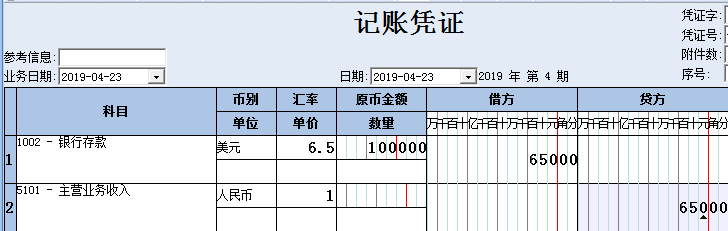 记账凭证
凭证字:
凭证号:
参考信息:
附件数:
业务日期: 2019-04-23 日期: 2019-04-23 2019 年 第 4 期 序号:
科目 币别 汇率 原币金额 借方 贷方
单位 单价 数量 万千百十亿千百十万千百十元角分 万千百十亿千百十万千百十元角分
1 1002 - 银行存款 美元 6.5 100000 65000
2 5101 - 主营业务收入 人民币 1 65000